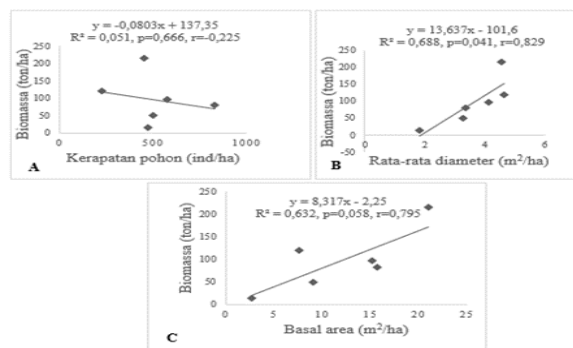 y = -0,0803x + 137,35
R² = 0,051, p=0,666, r=-0,225
Biomassa (ton/ha)
250
200
150
100
50
0
0 500 1000
Kerapatan pohon (ind/ha)
A
y = 13,637x - 101,6
R² = 0,688, p=0,041, r=0,829
Biomassa (ton/ha)
250
200
150
100
50
0
-50
0 2 4 6
Rata-rata diameter (m²/ha)
B
y = 8,317x - 2,25
R² = 0,632, p=0,058, r=0,795
Biomassa (ton/ha)
250
200
150
100
50
0
0 5 10 15 20 25
Basal area (m²/ha)
C